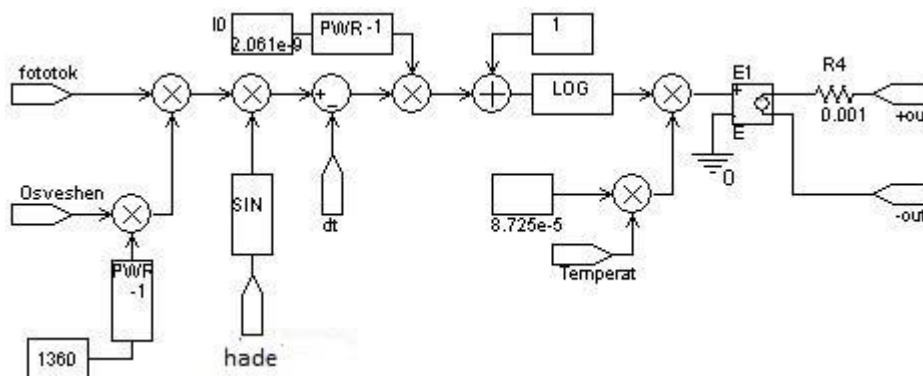 I0
2.061e-9
PWR -1
1
fototok
LOG
E1
R4
+
-
+
-
E
0.001
+out
0
Osveshen
SIN
dt
8.725e-5
-out
PWR
-1
Temperat
1360
hade